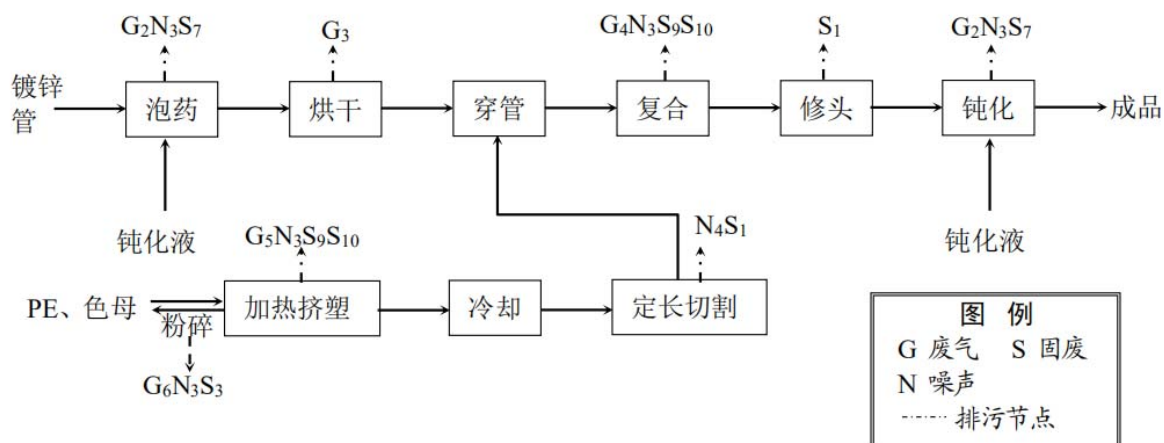 G₂N₃S₇
G₃
G₄N₃S₉S₁₀
S₁
G₂N₃S₇
镀锌
管
泡药
烘干
穿管
复合
修头
钝化
成品
钝化液
G₅N₃S₉S₁₀
N₄S₁
钝化液
PE、色母
粉碎
加热挤塑
冷却
定长切割
G₆N₃S₃
图 例
G 废气 S 固废
N 噪声
排污节点